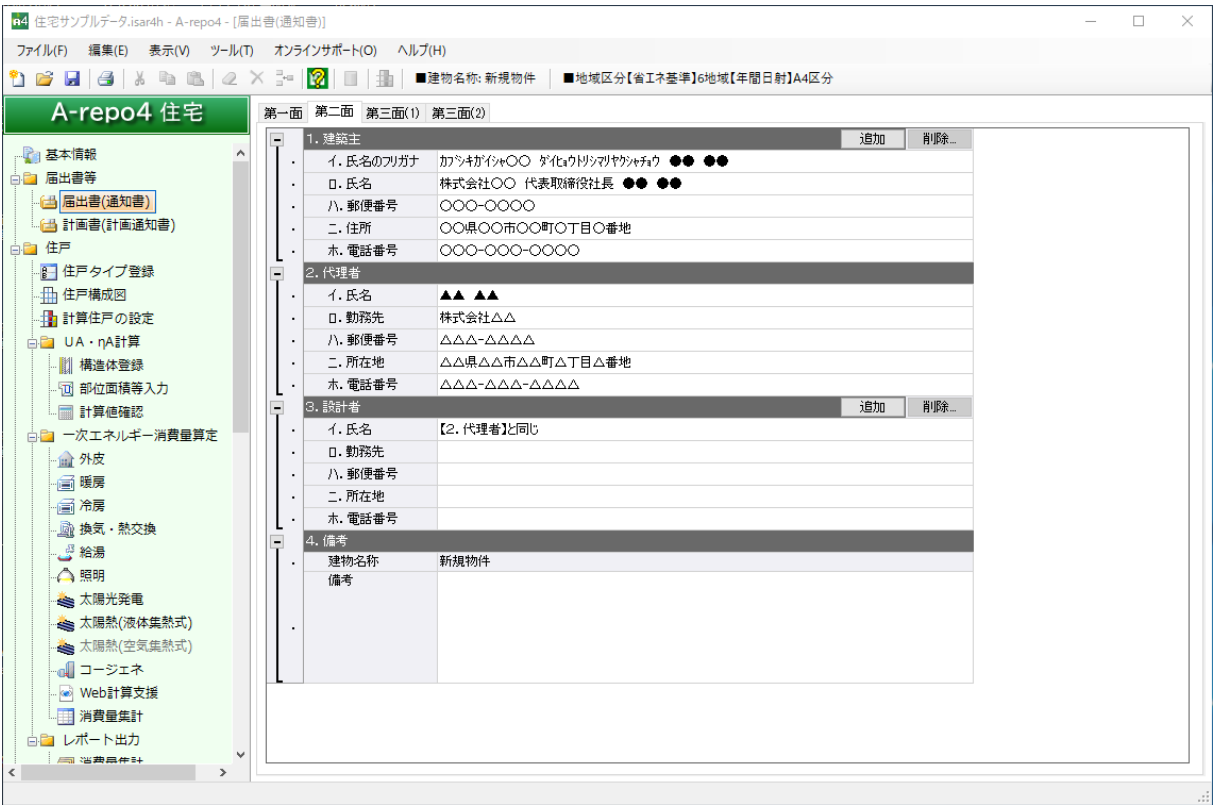 A4 住宅サンプルデータ.isar4h - A-repo4 - [届出書(通知書)]
ファイル(F) 編集(E) 表示(V) ツール(T) オンラインサポート(O) ヘルプ(H)
■建物名称: 新規物件 ■地域区分【省エネ基準】6地域【年間日射】A4区分
A-repo4 住宅
基本情報
届出書等
届出書(通知書)
計画書(計画通知書)
住戸
住戸タイプ登録
住戸構成図
計算住戸の設定
UA・ηA計算
構造体登録
部位面積等入力
計算値確認
一次エネルギー消費量算定
外皮
暖房
冷房
換気・熱交換
給湯
照明
太陽光発電
太陽熱(液体集熱式)
太陽熱(空気集熱式)
コージェネ
Web計算支援
消費量集計
レポート出力
消費量集計
第一面 第二面 第三面(1) 第三面(2)
1. 建築主 追加 削除...
イ. 氏名のフリガナ ｶﾌﾞｼｷｶﾞｲｼｬ〇〇 ﾀﾞｲﾋｮｳﾄﾘｼﾏﾘﾔｸｼｬﾁｮｳ ●● ●●
ロ. 氏名 株式会社〇〇 代表取締役社長 ●● ●●
ハ. 郵便番号 〇〇〇-〇〇〇〇
ニ. 住所 〇〇県〇〇市〇〇町〇丁目〇番地
ホ. 電話番号 〇〇〇-〇〇〇-〇〇〇〇
2. 代理者
イ. 氏名 ▲▲ ▲▲
ロ. 勤務先 株式会社△△
ハ. 郵便番号 △△△-△△△△
ニ. 所在地 △△県△△市△△町△丁目△番地
ホ. 電話番号 △△△-△△△-△△△△
3. 設計者 追加 削除...
イ. 氏名 【2. 代理者】と同じ
ロ. 勤務先
ハ. 郵便番号
ニ. 所在地
ホ. 電話番号
4. 備考
建物名称 新規物件
備考